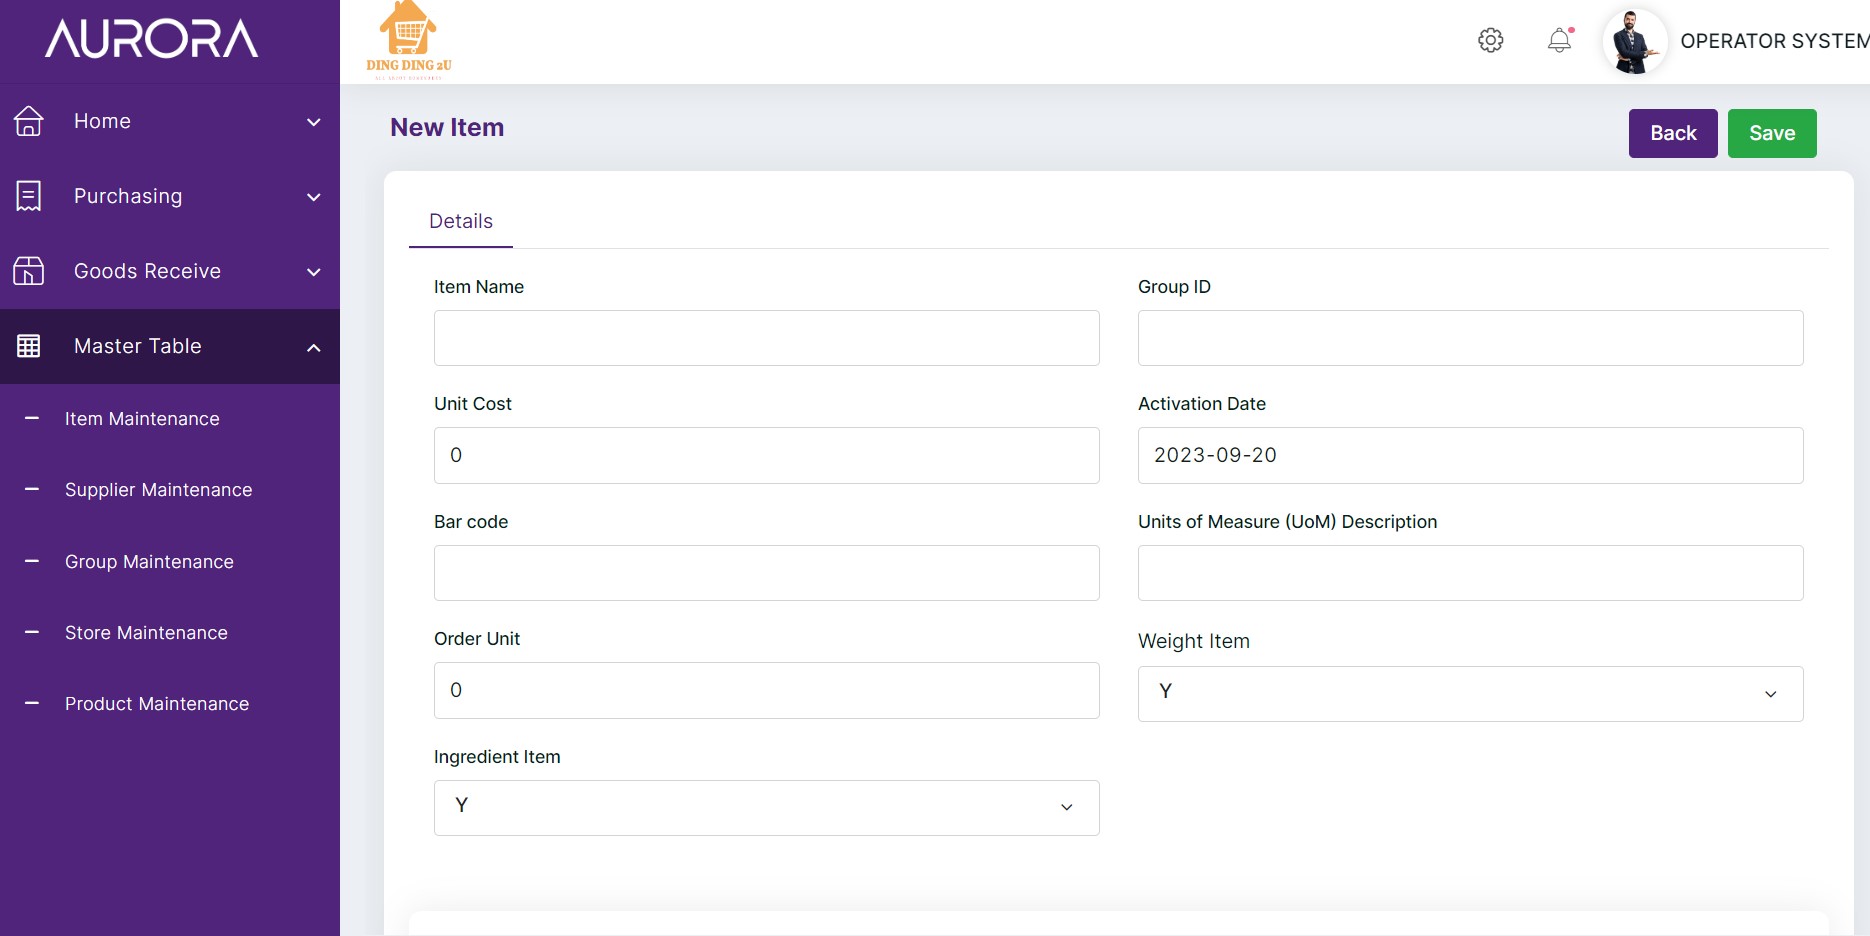 AURORA
Home
Purchasing
Goods Receive
Master Table
Item Maintenance
Supplier Maintenance
Group Maintenance
Store Maintenance
Product Maintenance
DING DING 2U
OPERATOR SYSTEM
New Item
Back
Save
Details
Item Name
Group ID
Unit Cost
Activation Date
0
2023-09-20
Bar code
Units of Measure (UoM) Description
Order Unit
Weight Item
0
Y
Ingredient Item
Y